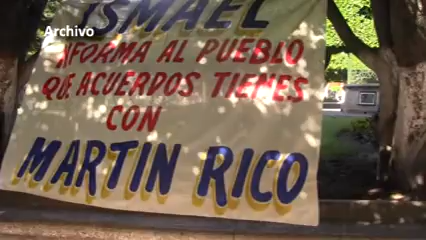 Archivo
ISMAEL
INFORMA AL PUEBLO
QUE ACUERDOS TIENES
CON
MARTIN RICO